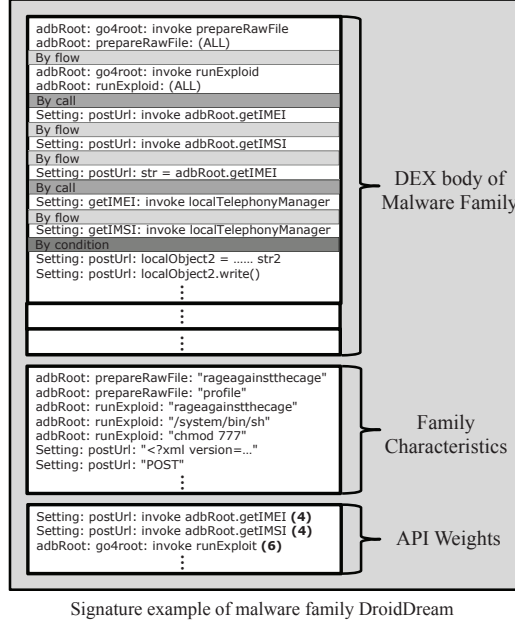 adbRoot: go4root: invoke prepareRawFile
adbRoot: prepareRawFile: (ALL)
By flow
adbRoot: go4root: invoke runExploid
adbRoot: runExploid: (ALL)
By call
Setting: postUrl: invoke adbRoot.getIMEI
By flow
Setting: postUrl: invoke adbRoot.getIMSI
By flow
Setting: postUrl: str = adbRoot.getIMEI
By call
Setting: getIMEI: invoke localTelephonyManager
By flow
Setting: getIMSI: invoke localTelephonyManager
By condition
Setting: postUrl: localObject2 = ...... str2
Setting: postUrl: localObject2.write()
⋮
⋮
⋮
DEX body of
Malware Family
adbRoot: prepareRawFile: "rageagainstthecage"
adbRoot: prepareRawFile: "profile"
adbRoot: runExploid: "rageagainstthecage"
adbRoot: runExploid: "/system/bin/sh"
adbRoot: runExploid: "chmod 777"
Setting: postUrl: "<?xml version=..."
Setting: postUrl: "POST"
⋮
Family
Characteristics
Setting: postUrl: invoke adbRoot.getIMEI (4)
Setting: postUrl: invoke adbRoot.getIMSI (4)
adbRoot: go4root: invoke runExploit (6)
⋮
API Weights
Signature example of malware family DroidDream